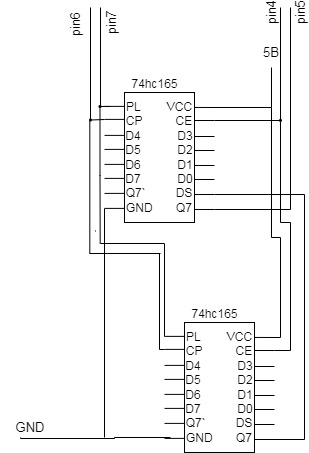 pin6
pin7
pin4
pin5
5В
74hc165
PL VCC
CP CE
D4 D3
D5 D2
D6 D1
D7 D0
Q7` DS
GND Q7
74hc165
PL VCC
CP CE
D4 D3
D5 D2
D6 D1
D7 D0
Q7` DS
GND Q7
GND